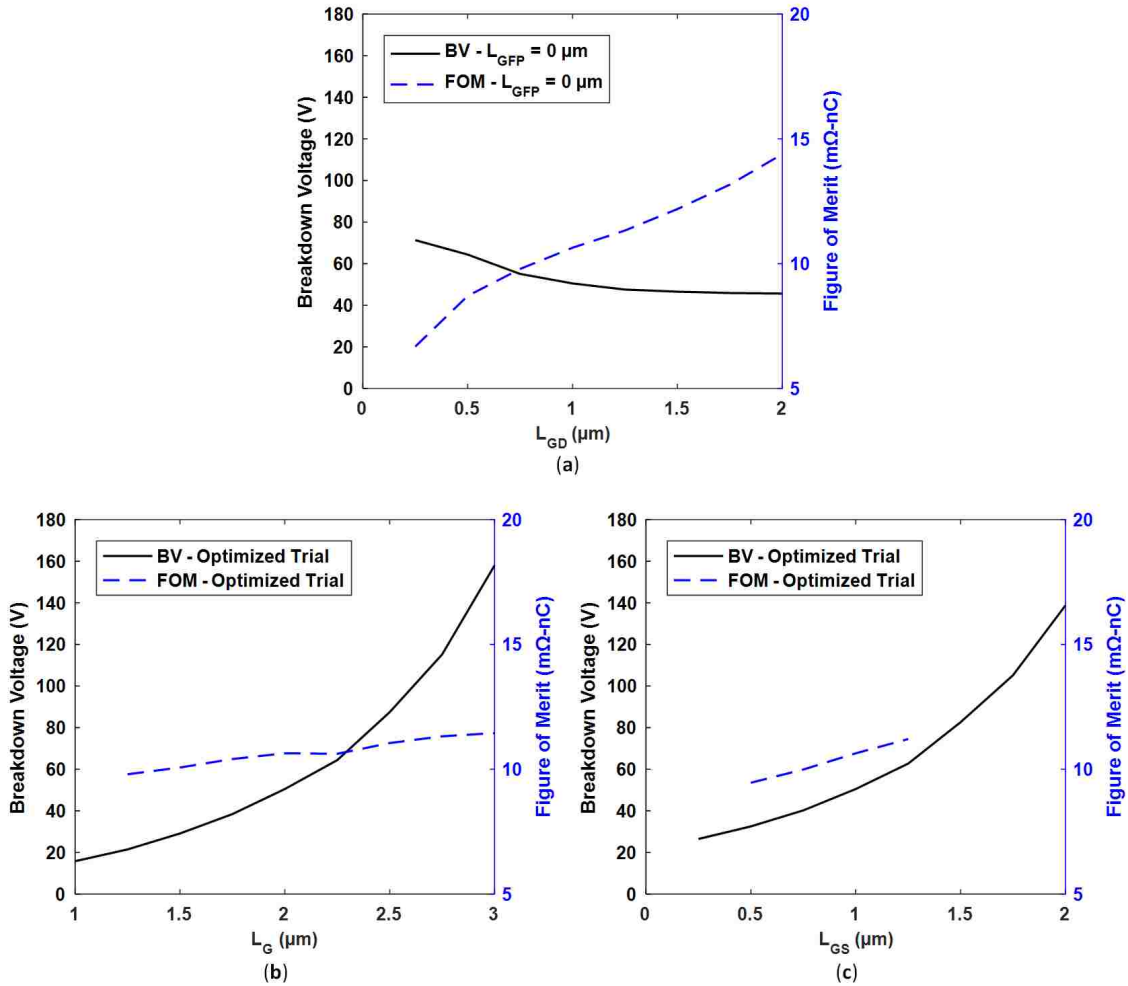 BV - L_GFP = 0 µm
FOM - L_GFP = 0 µm
Breakdown Voltage (V)
180
160
140
120
100
80
60
40
20
0
Figure of Merit (mΩ-nC)
20
15
10
5
0 0.5 1 1.5 2
L_GD (µm)
(a)
BV - Optimized Trial
FOM - Optimized Trial
Breakdown Voltage (V)
180
160
140
120
100
80
60
40
20
0
Figure of Merit (mΩ-nC)
20
15
10
5
1 1.5 2 2.5 3
L_G (µm)
(b)
BV - Optimized Trial
FOM - Optimized Trial
Breakdown Voltage (V)
180
160
140
120
100
80
60
40
20
0
Figure of Merit (mΩ-nC)
20
15
10
5
0 0.5 1 1.5 2
L_GS (µm)
(c)